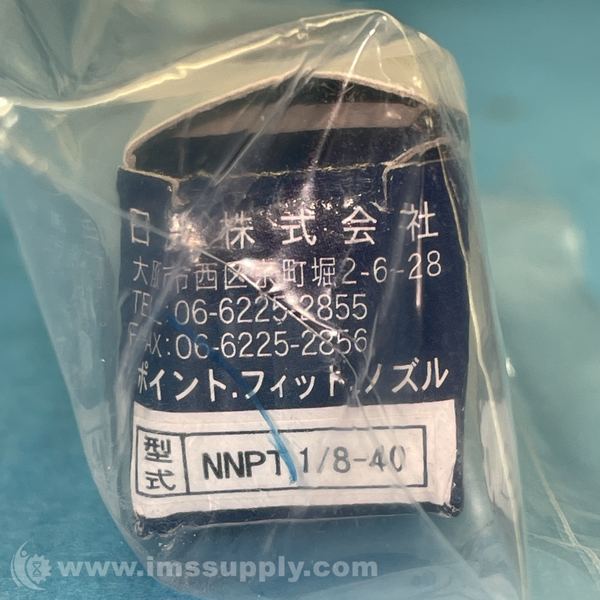 株式会社
大阪市西区京町堀2-6-28
TEL:06-6225-2855
FAX:06-6225-2856
ポイント.フィット.ノズル
型式 NNPT 1/8-40
www.imssupply.com